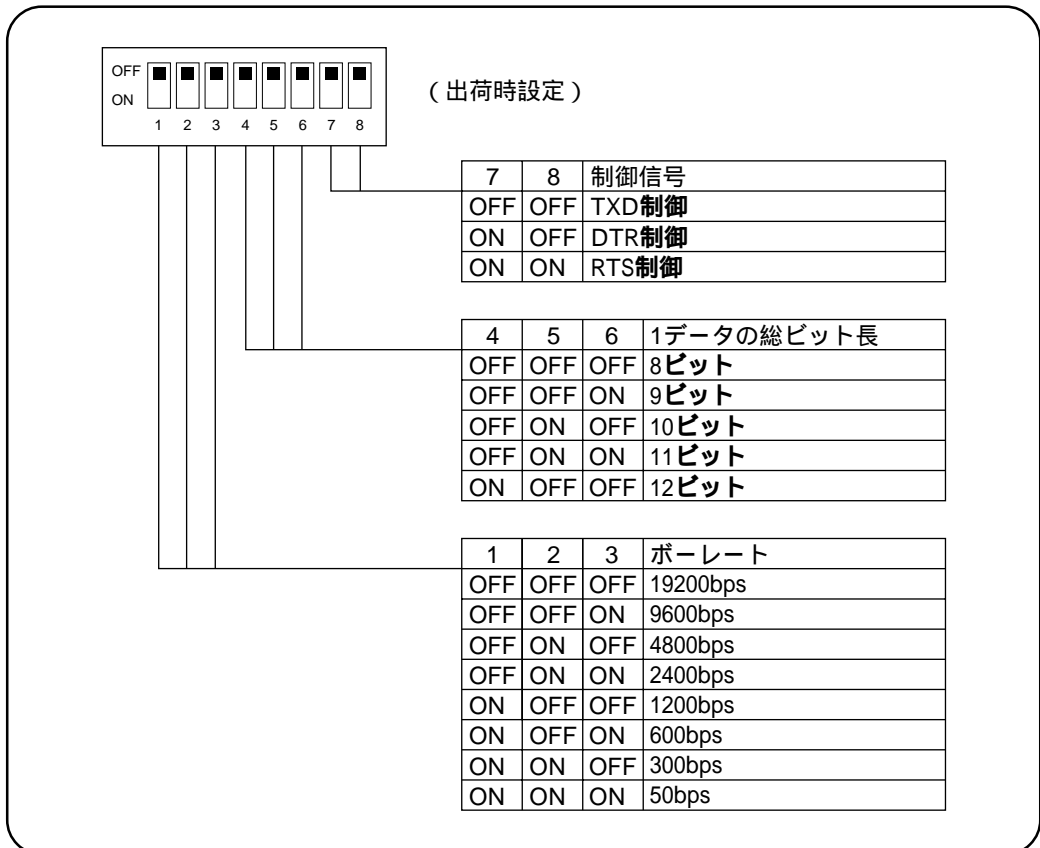 OFF
ON
1 2 3 4 5 6 7 8
(出荷時設定)
7 8 制御信号
OFF OFF TXD制御
ON OFF DTR制御
ON ON RTS制御
4 5 6 1データの総ビット長
OFF OFF OFF 8ビット
OFF OFF ON 9ビット
OFF ON OFF 10ビット
OFF ON ON 11ビット
ON OFF OFF 12ビット
1 2 3 ボーレート
OFF OFF OFF 19200bps
OFF OFF ON 9600bps
OFF ON OFF 4800bps
OFF ON ON 2400bps
ON OFF OFF 1200bps
ON OFF ON 600bps
ON ON OFF 300bps
ON ON ON 50bps